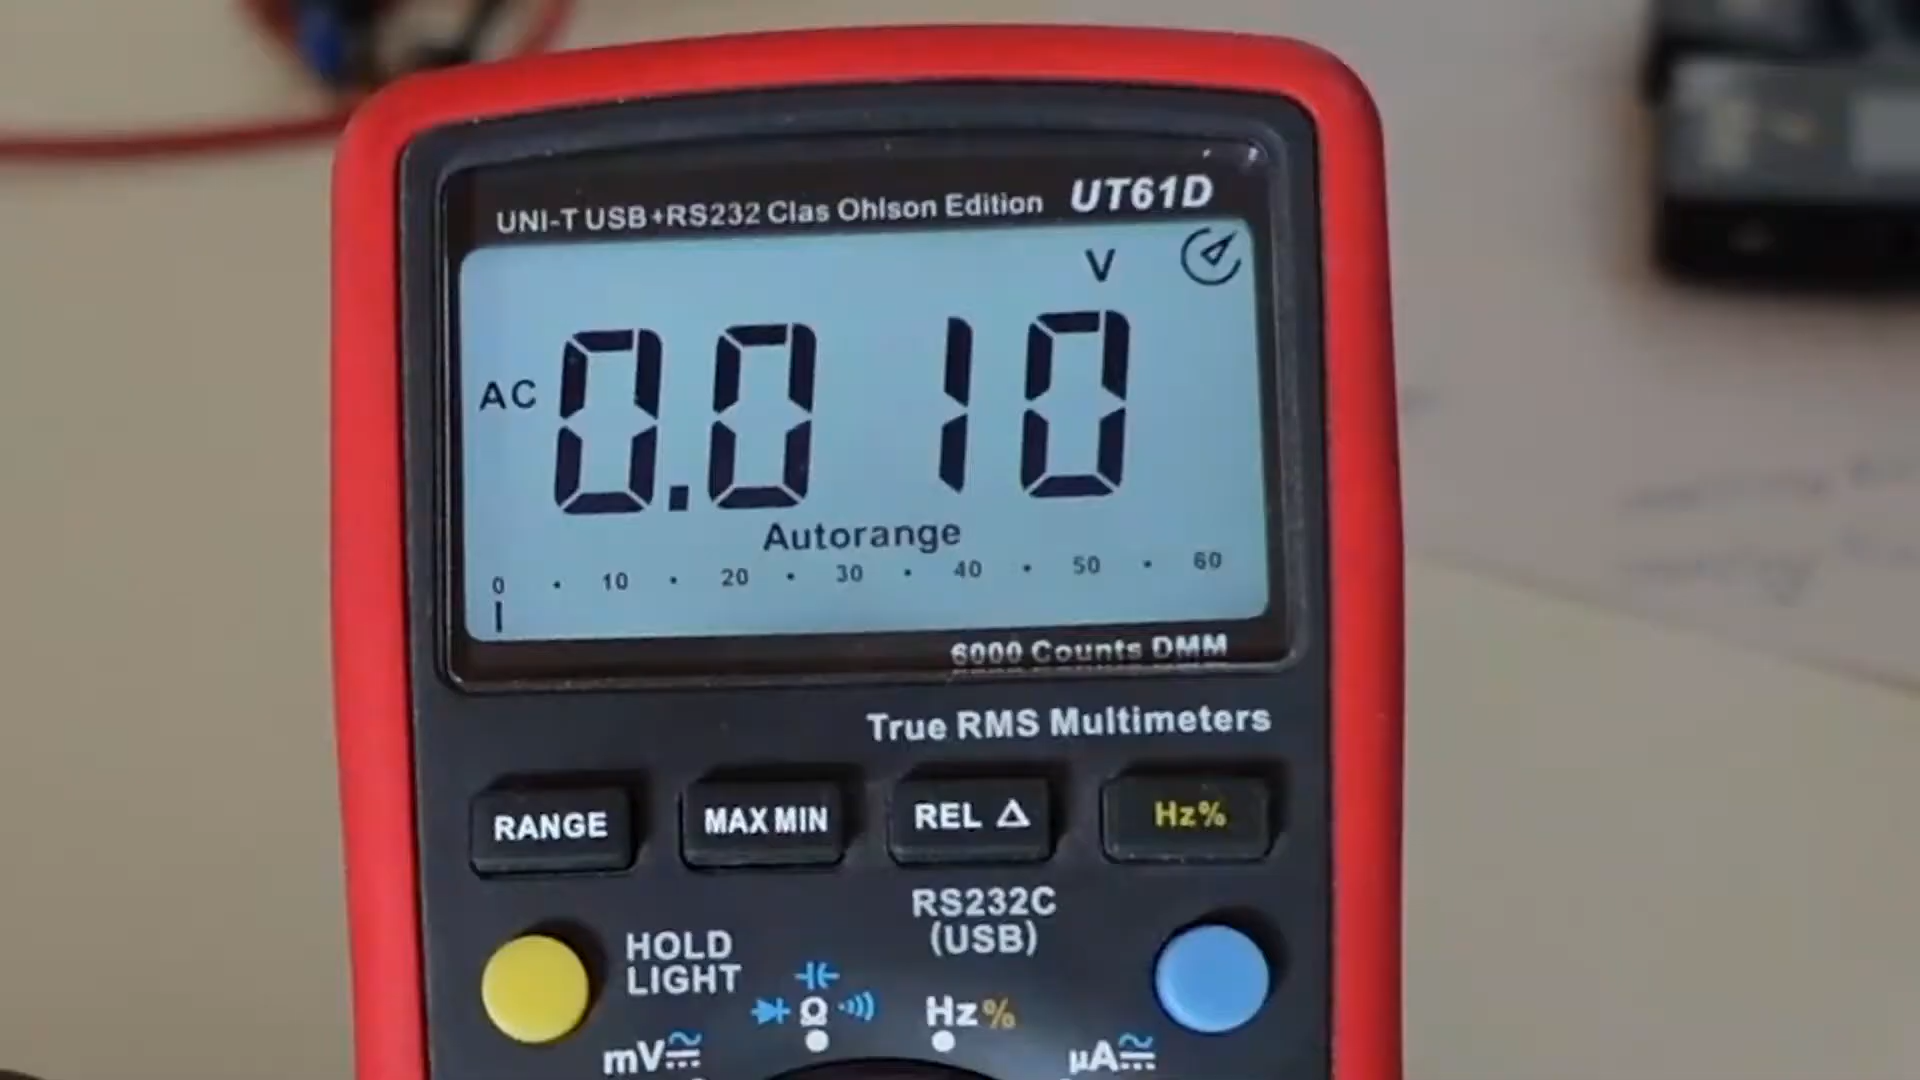 UNI-T USB+RS232 Clas Ohlson Edition UT61D
V
AC 0.010
Autorange
0 10 20 30 40 50 60
6000 Counts DMM
True RMS Multimeters
RANGE MAX MIN REL Δ Hz%
RS232C
(USB)
HOLD
LIGHT
Ω Hz%
mV μA